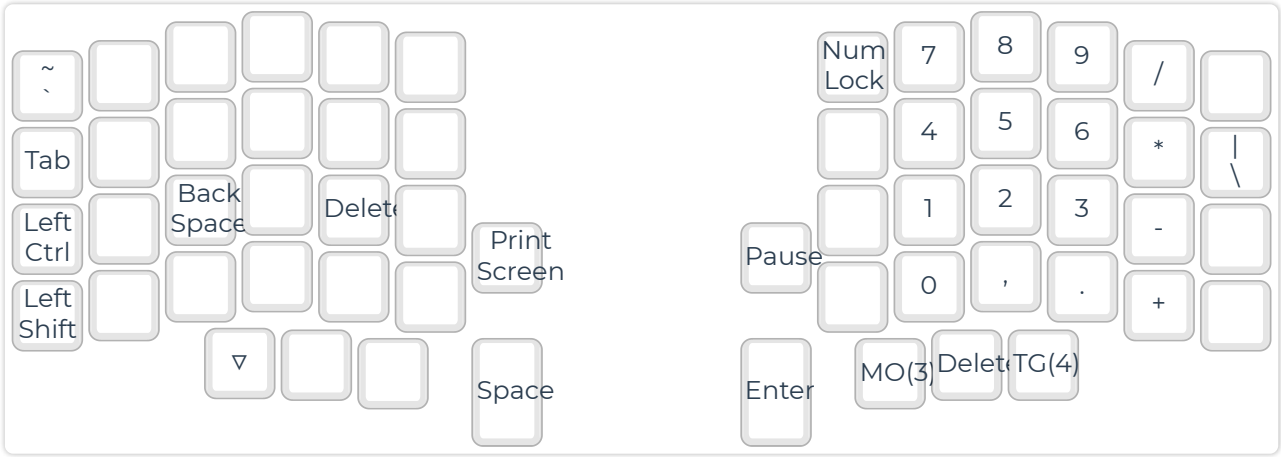 ~
`
Num
Lock
7
8
9
/
Tab
4
5
6
*
|
\
Left
Ctrl
Back
Space
Delete
1
2
3
-
Print
Screen
Pause
Left
Shift
0
,
.
+
▽
Space
Enter
MO(3)
Delete
TG(4)